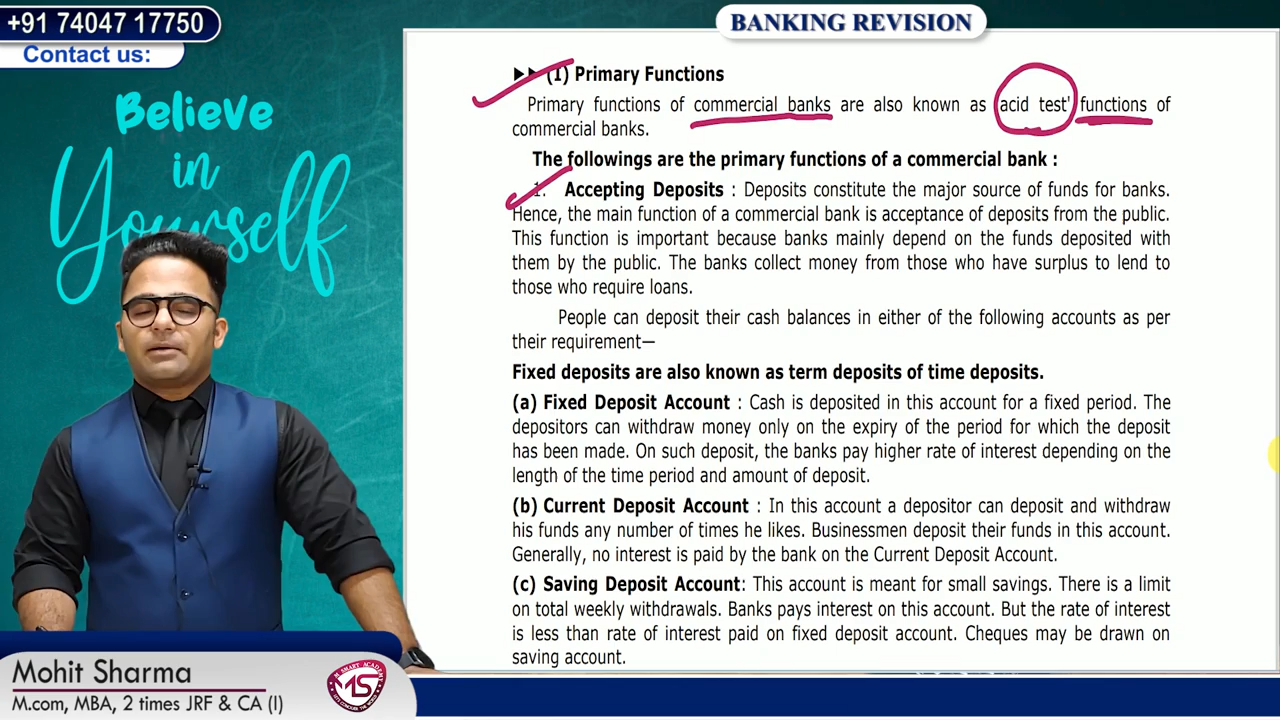 +91 74047 17750
Contact us:
BANKING REVISION
Believe
in
Yourself
▶▶ (I) Primary Functions
Primary functions of commercial banks are also known as acid test' functions of
commercial banks.
The followings are the primary functions of a commercial bank :
1. Accepting Deposits : Deposits constitute the major source of funds for banks.
Hence, the main function of a commercial bank is acceptance of deposits from the public.
This function is important because banks mainly depend on the funds deposited with
them by the public. The banks collect money from those who have surplus to lend to
those who require loans.
People can deposit their cash balances in either of the following accounts as per
their requirement—
Fixed deposits are also known as term deposits of time deposits.
(a) Fixed Deposit Account : Cash is deposited in this account for a fixed period. The
depositors can withdraw money only on the expiry of the period for which the deposit
has been made. On such deposit, the banks pay higher rate of interest depending on the
length of the time period and amount of deposit.
(b) Current Deposit Account : In this account a depositor can deposit and withdraw
his funds any number of times he likes. Businessmen deposit their funds in this account.
Generally, no interest is paid by the bank on the Current Deposit Account.
(c) Saving Deposit Account: This account is meant for small savings. There is a limit
on total weekly withdrawals. Banks pays interest on this account. But the rate of interest
is less than rate of interest paid on fixed deposit account. Cheques may be drawn on
saving account.
Mohit Sharma
M.com, MBA, 2 times JRF & CA (I)
MS